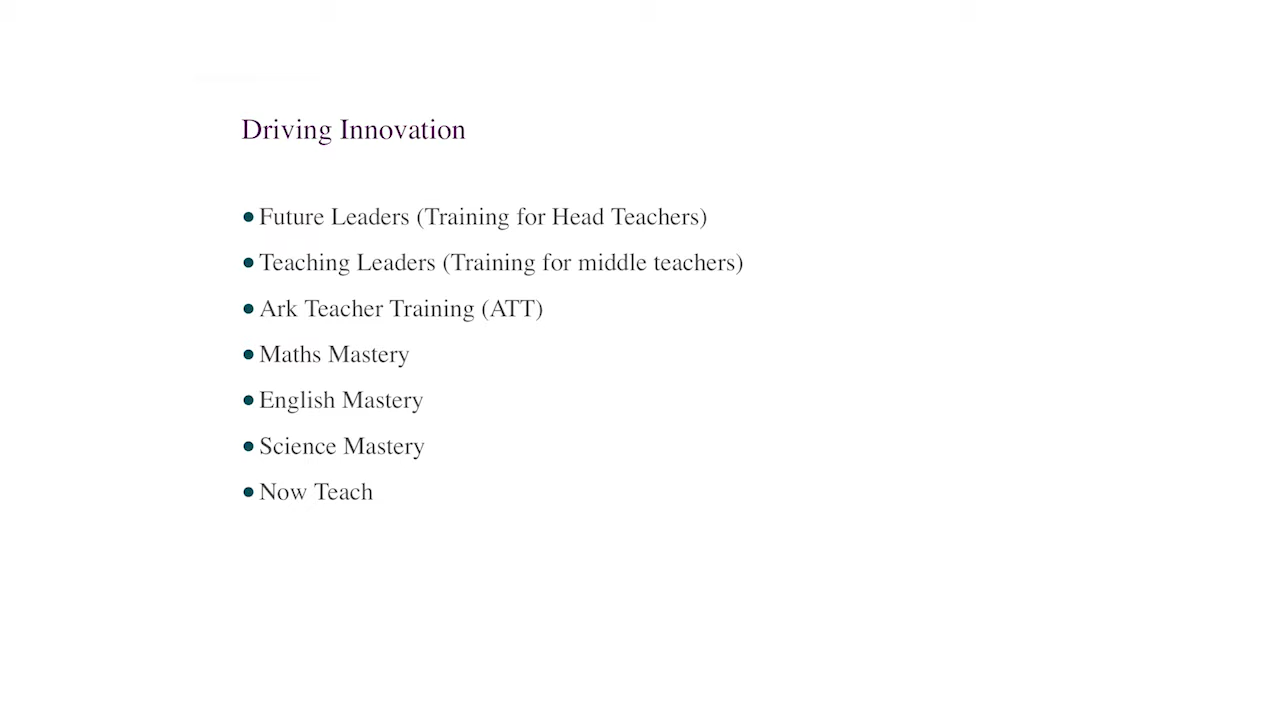 Driving Innovation
● Future Leaders (Training for Head Teachers)
● Teaching Leaders (Training for middle teachers)
● Ark Teacher Training (ATT)
● Maths Mastery
● English Mastery
● Science Mastery
● Now Teach